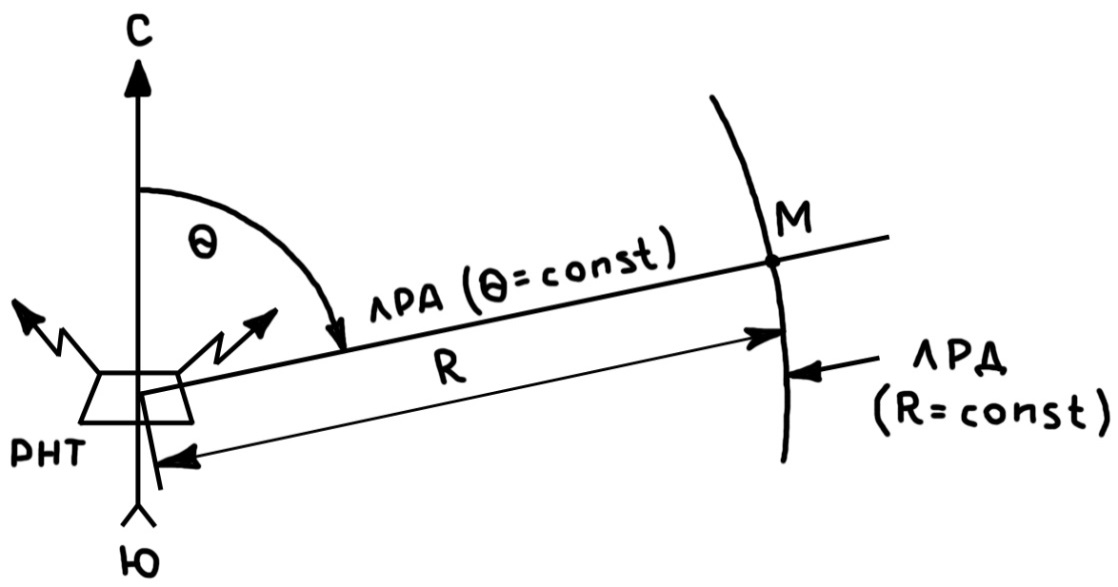 С
Θ
М
ЛРА (Θ=const)
R
ЛРД
(R=const)
РНТ
Ю